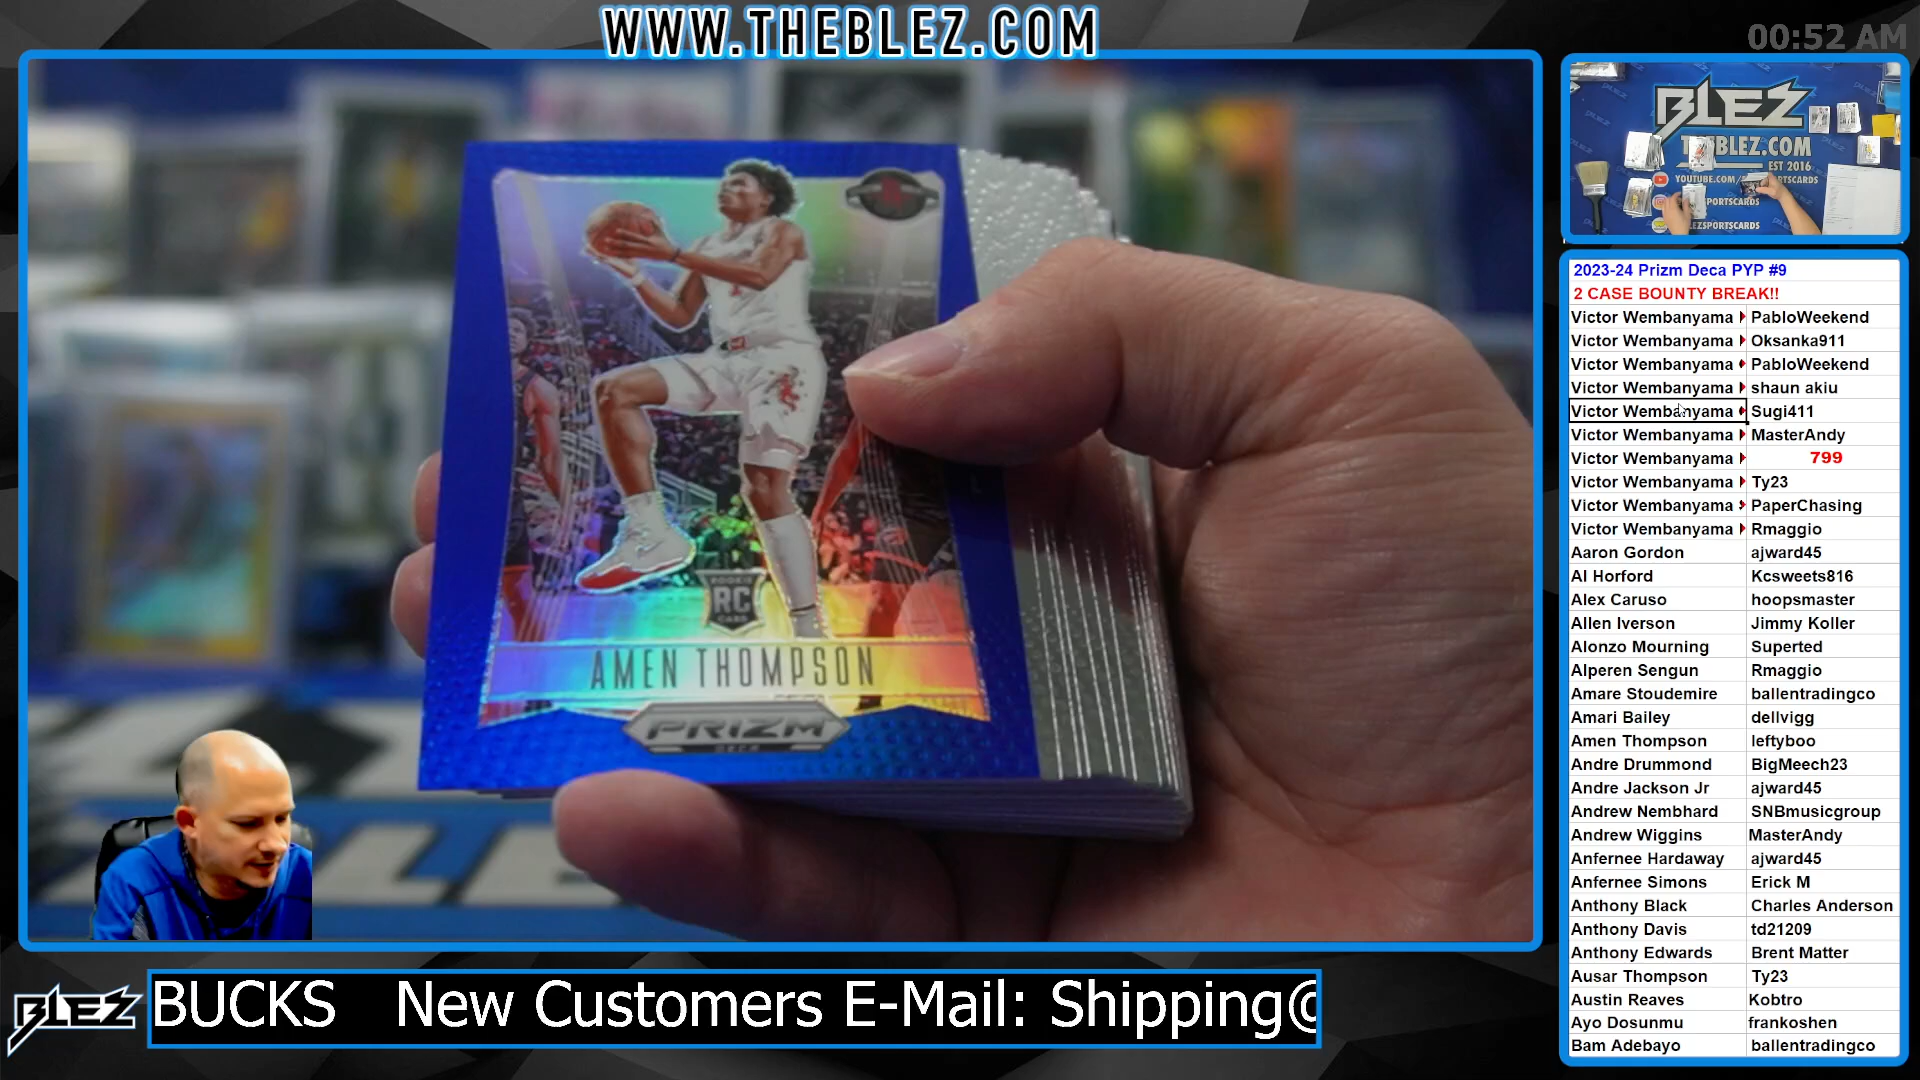 WWW.THEBLEZ.COM
00:52 AM
BLEZ
THEBLEZ.COM
EST 2016
2023-24 Prizm Deca PYP #9
2 CASE BOUNTY BREAK!!
Victor Wembanyama PabloWeekend
Victor Wembanyama Oksanka911
Victor Wembanyama PabloWeekend
Victor Wembanyama shaun akiu
Victor Wembanyama Sugi411
Victor Wembanyama MasterAndy
Victor Wembanyama 799
Victor Wembanyama Ty23
Victor Wembanyama PaperChasing
Victor Wembanyama Rmaggio
Aaron Gordon ajward45
Al Horford Kcsweets816
Alex Caruso hoopsmaster
Allen Iverson Jimmy Koller
Alonzo Mourning Superted
Alperen Sengun Rmaggio
Amare Stoudemire ballentradingco
Amari Bailey dellvigg
Amen Thompson leftyboo
Andre Drummond BigMeech23
Andre Jackson Jr ajward45
Andrew Nembhard SNBmusicgroup
Andrew Wiggins MasterAndy
Anfernee Hardaway ajward45
Anfernee Simons Erick M
Anthony Black Charles Anderson
Anthony Davis td21209
Anthony Edwards Brent Matter
Ausar Thompson Ty23
Austin Reaves Kobtro
Ayo Dosunmu frankoshen
Bam Adebayo ballentradingco
ROOKIE
RC
CARD
AMEN THOMPSON
PRIZM
DECA
BLEZ
BUCKS New Customers E-Mail: Shipping@